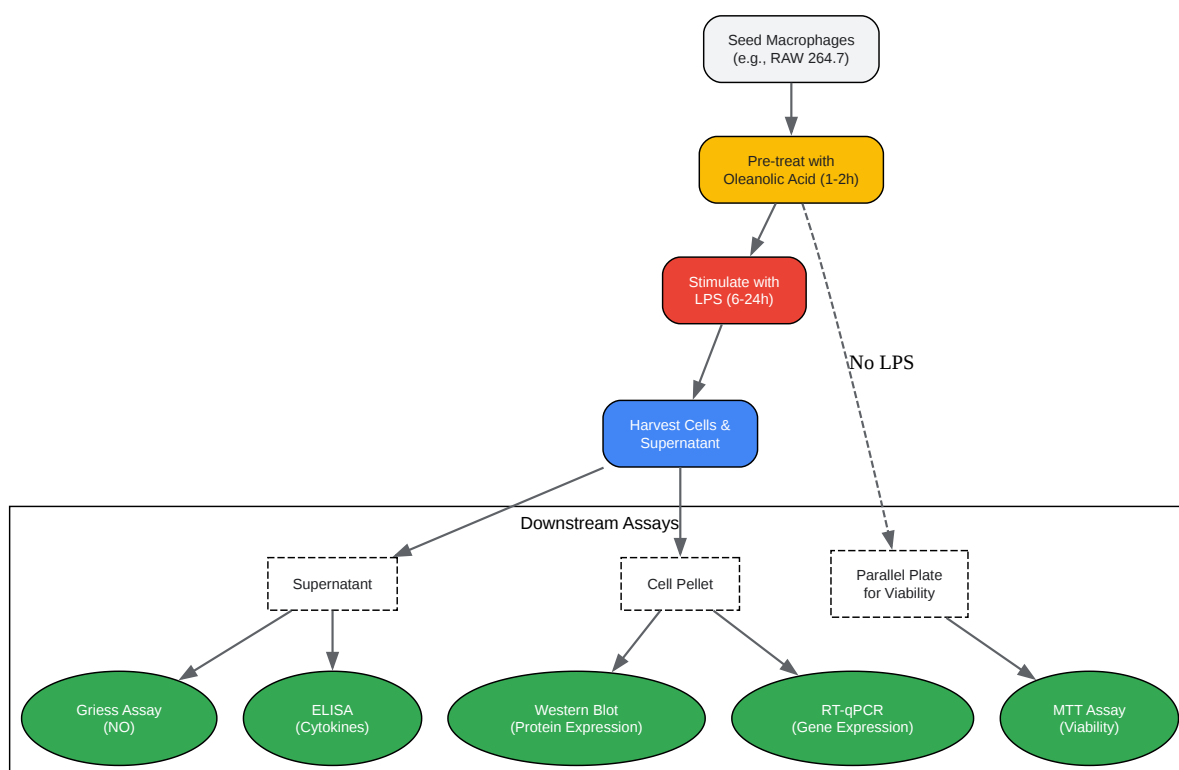 Seed Macrophages
(e.g., RAW 264.7)
Pre-treat with
Oleanolic Acid (1-2h)
Stimulate with
LPS (6-24h)
No LPS
Harvest Cells &
Supernatant
Downstream Assays
Supernatant
Cell Pellet
Parallel Plate
for Viability
Griess Assay
(NO)
ELISA
(Cytokines)
Western Blot
(Protein Expression)
RT-qPCR
(Gene Expression)
MTT Assay
(Viability)